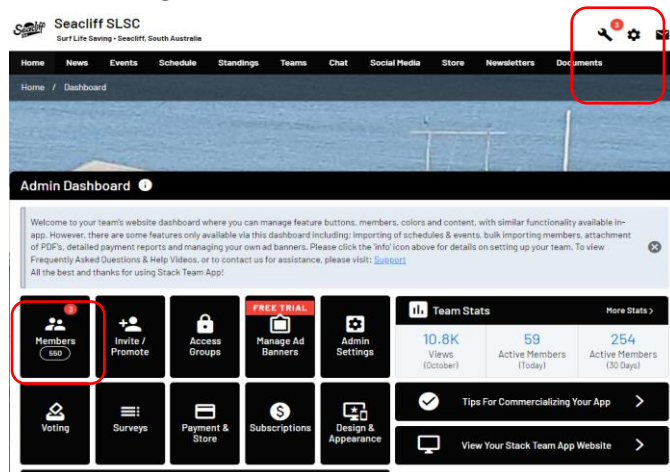 Seacliff
Seacliff SLSC
Surf Life Saving - Seacliff, South Australia
3
Home News Events Schedule Standings Teams Chat Social Media Store Newsletters Documents
Home / Dashboard
Admin Dashboard i
Welcome to your team's website dashboard where you can manage feature buttons, members, colors and content, with similar functionality available in-
app. However, there are some features only available via this dashboard including: importing of schedules & events, bulk importing members, attachment
of PDF's, detailed payment reports and managing your own ad banners. Please click the 'info' icon above for details on setting up your team. To view
Frequently Asked Questions & Help Videos, or to contact us for assistance, please visit: Support
All the best and thanks for using Stack Team App!
3
Members
550
Invite /
Promote
Access
Groups
FREE TRIAL
Manage Ad
Banners
Admin
Settings
Team Stats More Stats >
10.8K
Views
(October)
59
Active Members
(Today)
254
Active Members
(30 Days)
Voting
Surveys
Payment &
Store
$
Subscriptions
Design &
Appearance
Tips For Commercializing Your App >
View Your Stack Team App Website >